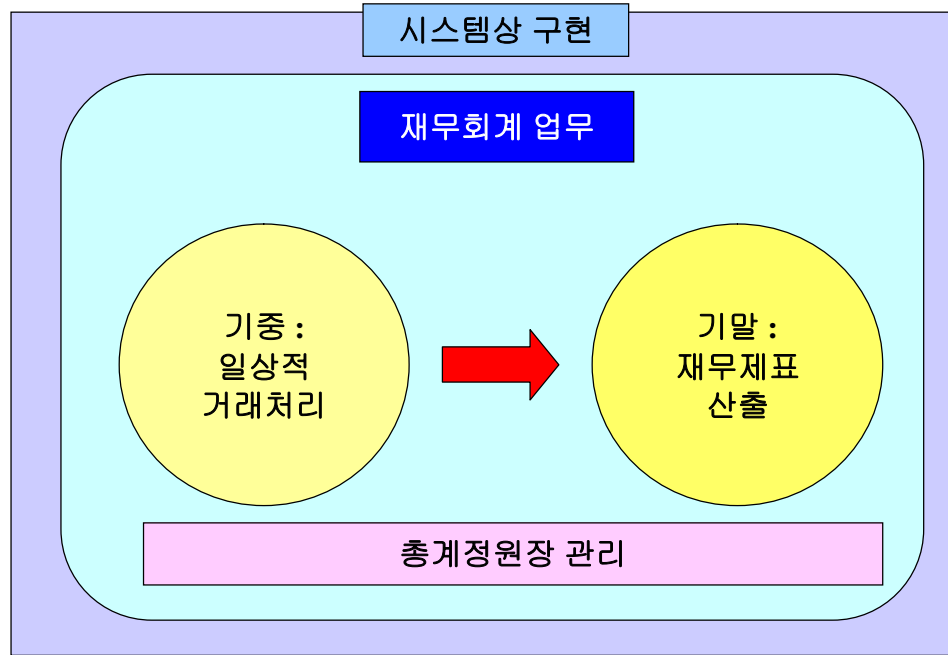 시스템상 구현
재무회계 업무
기중 :
일상적
거래처리
기말 :
재무제표
산출
총계정원장 관리